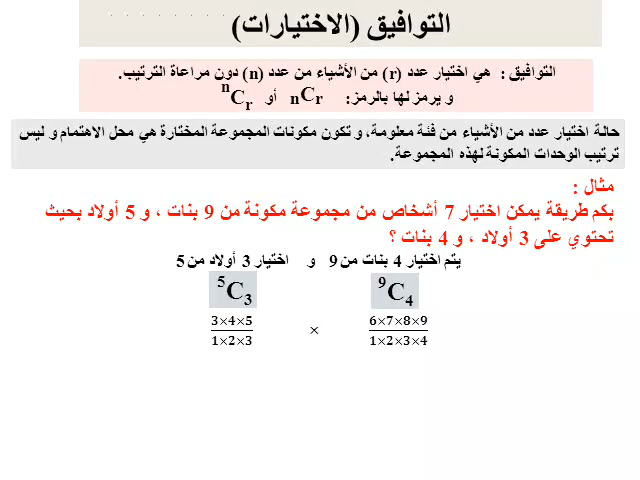 التوافيق (الاختيارات)
التوافيق : هي اختيار عدد (r) من الأشياء من عدد (n) دون مراعاة الترتيب.
و يرمز لها بالرمز: nCr أو ⁿCᵣ
حالة اختيار عدد من الأشياء من فئة معلومة، و تكون مكونات المجموعة المختارة هي محل الاهتمام و ليس
ترتيب الوحدات المكونة لهذه المجموعة.
مثال :
بكم طريقة يمكن اختيار 7 أشخاص من مجموعة مكونة من 9 بنات ، و 5 أولاد بحيث
تحتوي على 3 أولاد ، و 4 بنات ؟
يتم اختيار 4 بنات من 9 و اختيار 3 أولاد من 5
⁵C₃ ⁹C₄
3×4×5 × 6×7×8×9
1×2×3 1×2×3×4